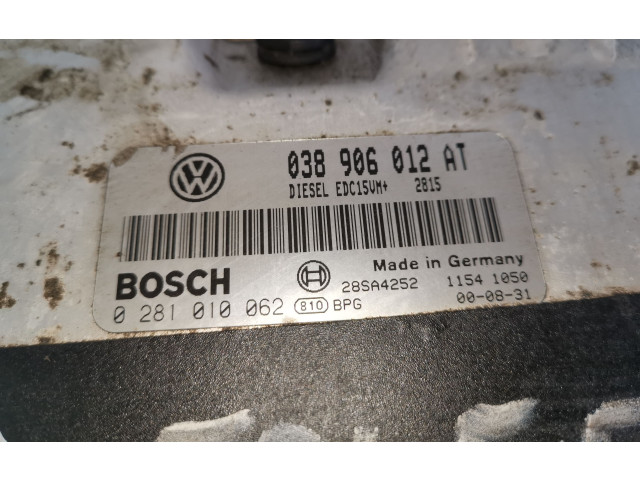 038 906 012 AT
DIESEL EDC15VM+ 2815
BOSCH
Made in Germany
28SA4252 1154 1050
0 281 010 062 810 BPG 00-08-31